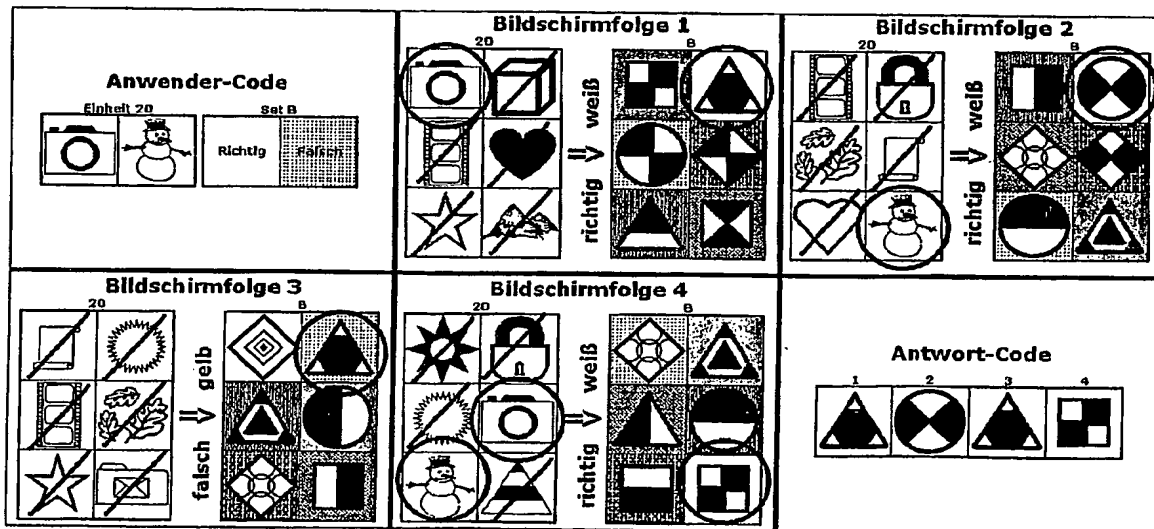 Anwender-Code
Einheit 20
Set B
Richtig
Falsch
Bildschirmfolge 1
20
B
richtig
weiß
Bildschirmfolge 2
20
B
richtig
weiß
Bildschirmfolge 3
20
B
falsch
gelb
Bildschirmfolge 4
20
B
richtig
weiß
Antwort-Code
1 2 3 4